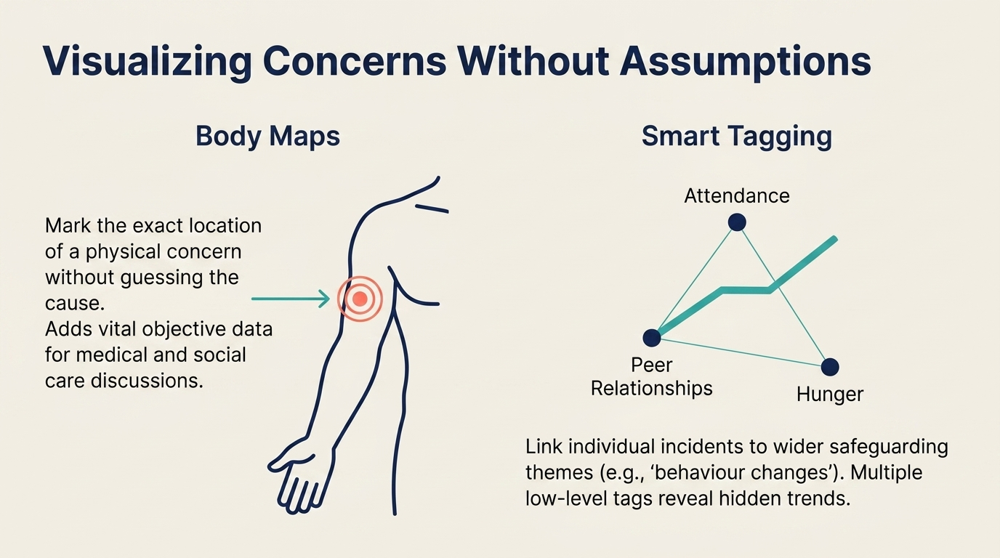 Visualizing Concerns Without Assumptions
Body Maps
Mark the exact location
of a physical concern
without guessing the
cause.
Adds vital objective data
for medical and social
care discussions.
Smart Tagging
Attendance
Peer
Relationships
Hunger
Link individual incidents to wider safeguarding
themes (e.g., ‘behaviour changes’). Multiple
low-level tags reveal hidden trends.